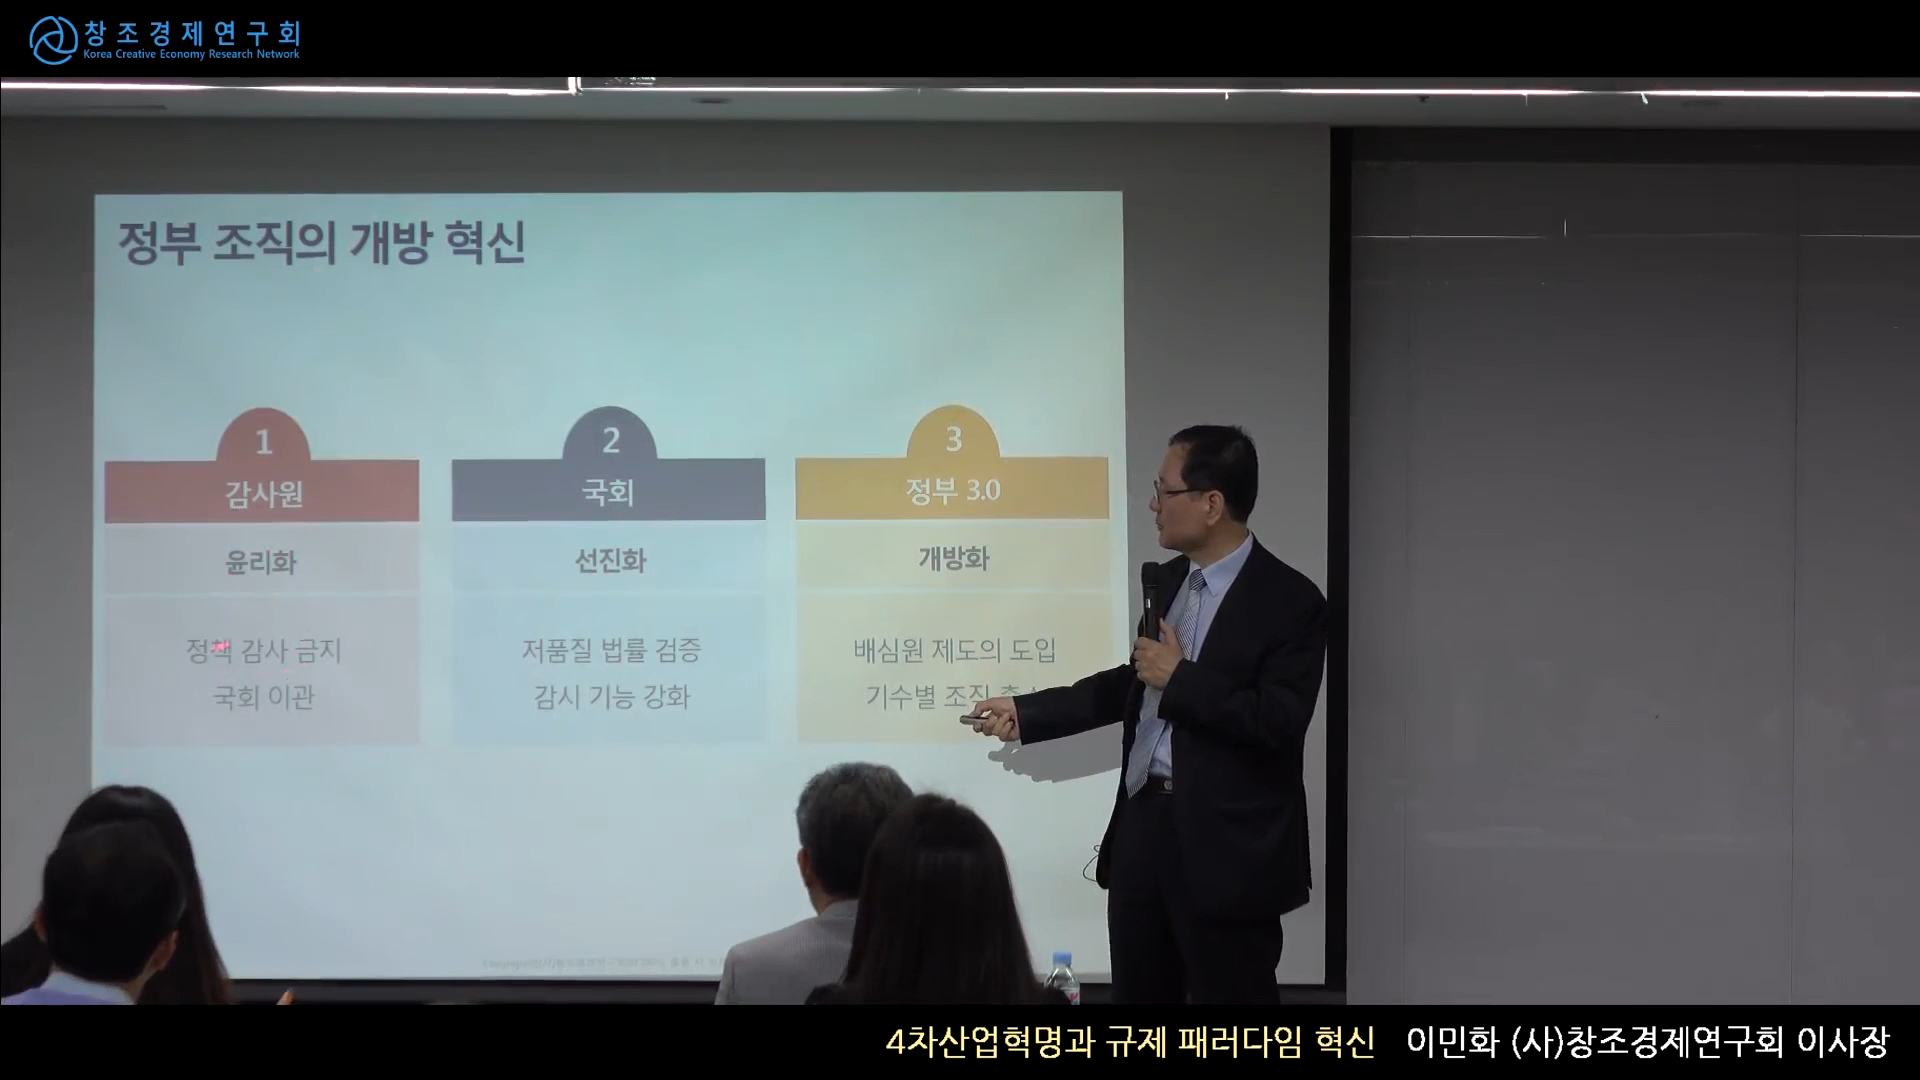 창조경제연구회
Korea Creative Economy Research Network
정부 조직의 개방 혁신
1
감사원
윤리화
정책 감사 금지
국회 이관
2
국회
선진화
저품질 법률 검증
감시 기능 강화
3
정부 3.0
개방화
배심원 제도의 도입
기수별 조직
4차산업혁명과 규제 패러다임 혁신 이민화 (사)창조경제연구회 이사장